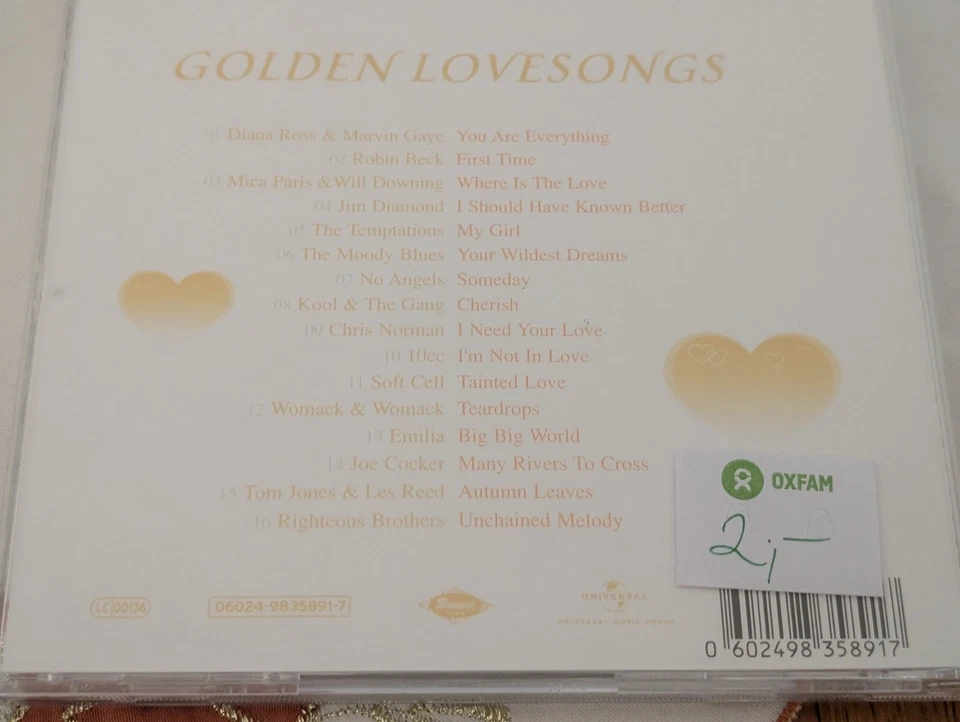 GOLDEN LOVESONGS
01 Diana Ross & Marvin Gaye You Are Everything
02 Robin Beck First Time
03 Mica Paris & Will Downing Where Is The Love
04 Jim Diamond I Should Have Known Better
05 The Temptations My Girl
06 The Moody Blues Your Wildest Dreams
07 No Angels Someday
08 Kool & The Gang Cherish
09 Chris Norman I Need Your Love
10 10cc I'm Not In Love
11 Soft Cell Tainted Love
12 Womack & Womack Teardrops
13 Emilia Big Big World
14 Joe Cocker Many Rivers To Cross
15 Tom Jones & Les Reed Autumn Leaves
16 Righteous Brothers Unchained Melody
OXFAM
2,-
LC 00136
06024-9835891-7
UNIVERSAL
UNIVERSAL MUSIC GROUP
0 602498 358917